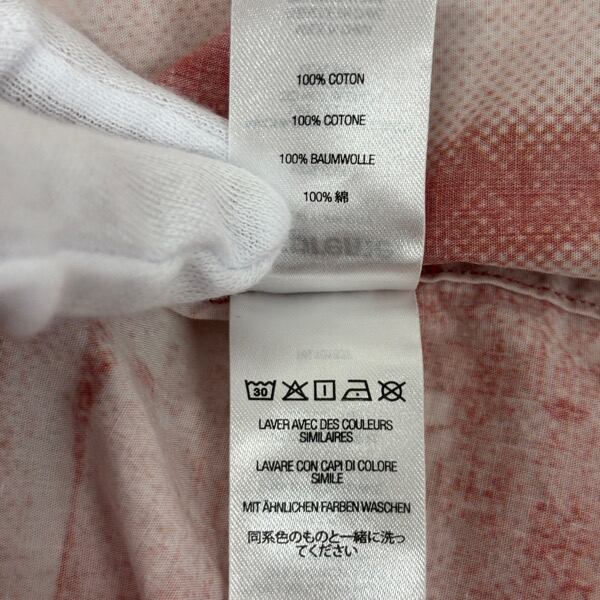 100% COTON
100% COTONE
100% BAUMWOLLE
100% 綿
30
LAVER AVEC DES COULEURS
SIMILAIRES
LAVARE CON CAPI DI COLORE
SIMILE
MIT ÄHNLICHEN FARBEN WASCHEN
同系色のものと一緒に洗っ
てください